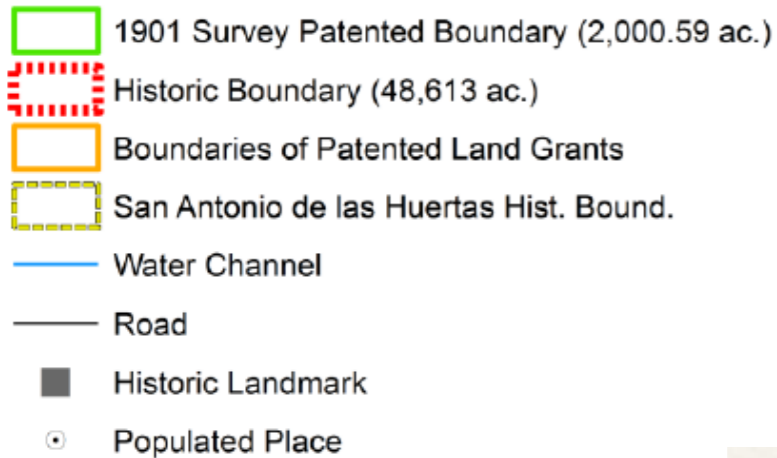 1901 Survey Patented Boundary (2,000.59 ac.)
Historic Boundary (48,613 ac.)
Boundaries of Patented Land Grants
San Antonio de las Huertas Hist. Bound.
Water Channel
Road
Historic Landmark
Populated Place